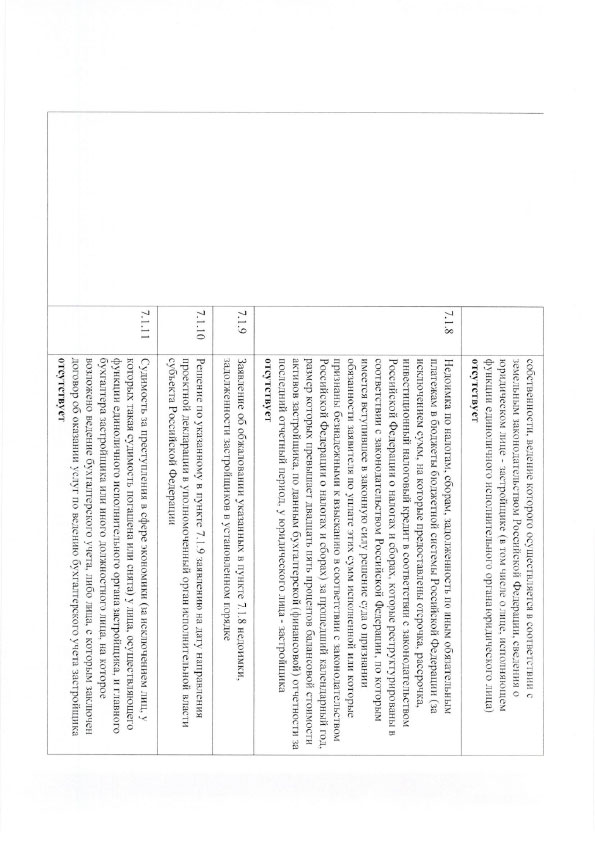 собственности, ведение которого осуществляется в соответствии с
земельным законодательством Российской Федерации, сведения о
юридическом лице - застройщике (в том числе о лице, исполняющем
функции единоличного исполнительного органа юридического лица)
отсутствует
7.1.8
Недоимка по налогам, сборам, задолженность по иным обязательным
платежам в бюджеты бюджетной системы Российской Федерации (за
исключением сумм, на которые предоставлены отсрочка, рассрочка,
инвестиционный налоговый кредит в соответствии с законодательством
Российской Федерации о налогах и сборах, которые реструктурированы в
соответствии с законодательством Российской Федерации, по которым
имеется вступившее в законную силу решение суда о признании
обязанности заявителя по уплате этих сумм исполненной или которые
признаны безнадежными к взысканию в соответствии с законодательством
Российской Федерации о налогах и сборах) за прошедший календарный год,
размер которых превышает двадцать пять процентов балансовой стоимости
активов застройщика, по данным бухгалтерской (финансовой) отчетности за
последний отчетный период, у юридического лица - застройщика
отсутствует
7.1.9
Заявление об обжаловании указанных в пункте 7.1.8 недоимки,
задолженности застройщиков в установленном порядке
7.1.10
Решение по указанному в пункте 7.1.9 заявлению на дату направления
проектной декларации в уполномоченный орган исполнительной власти
субъекта Российской Федерации
7.1.11
Судимость за преступления в сфере экономики (за исключением лиц, у
которых такая судимость погашена или снята) у лица, осуществляющего
функции единоличного исполнительного органа застройщика, и главного
бухгалтера застройщика или иного должностного лица, на которое
возложено ведение бухгалтерского учета, либо лица, с которым заключен
договор об оказании услуг по ведению бухгалтерского учета застройщика
отсутствует